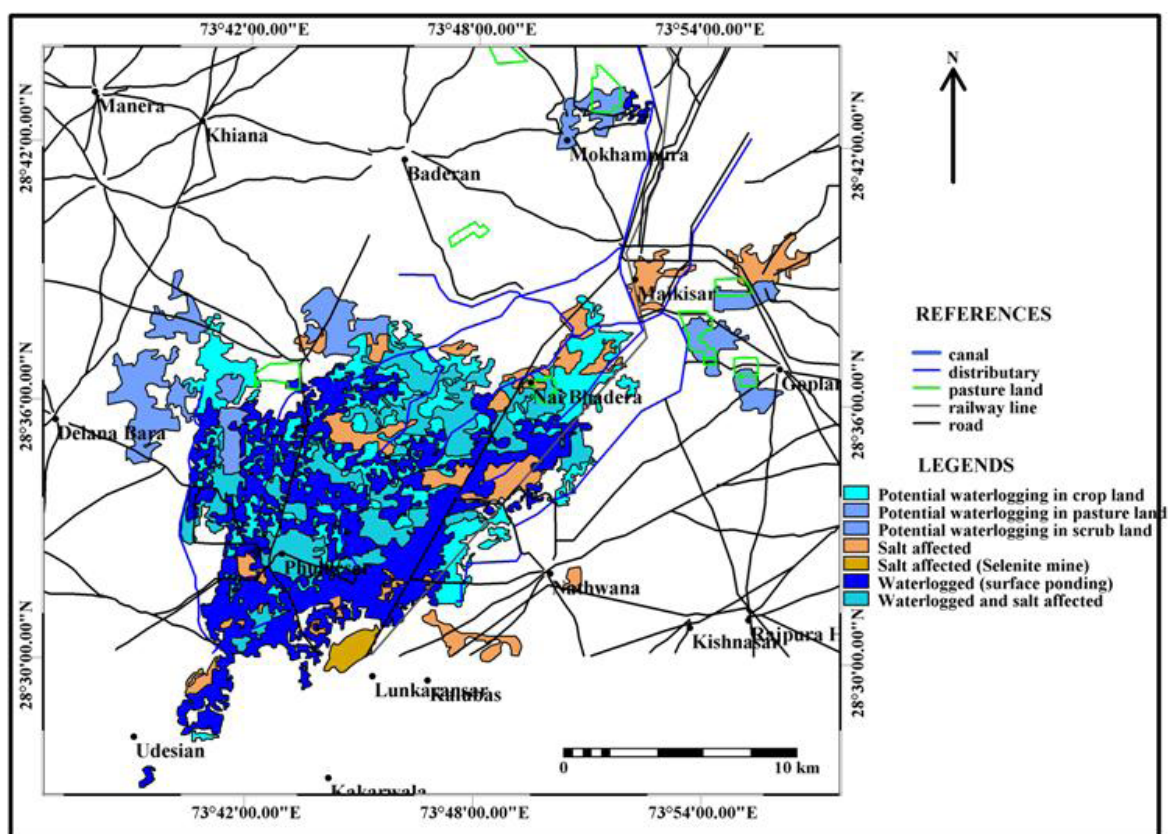 73°42'00.00"E
73°48'00.00"E
73°54'00.00"E
N
Manera
Khiana
28°42'00.00"N
28°42'00.00"N
Mokhampura
Baderan
Malkisar
REFERENCES
canal
distributary
pasture land
railway line
road
28°36'00.00"N
28°36'00.00"N
Goplan
Nai Bhadera
Delana Bara
LEGENDS
Potential waterlogging in crop land
Potential waterlogging in pasture land
Potential waterlogging in scrub land
Salt affected
Salt affected (Selenite mine)
Waterlogged (surface ponding)
Waterlogged and salt affected
Nathwana
Kishnasar
Rajpura H
28°30'00.00"N
28°30'00.00"N
Lunkaransar
Kalubas
Udesian
Kakarwala
0
10 km
73°42'00.00"E
73°48'00.00"E
73°54'00.00"E